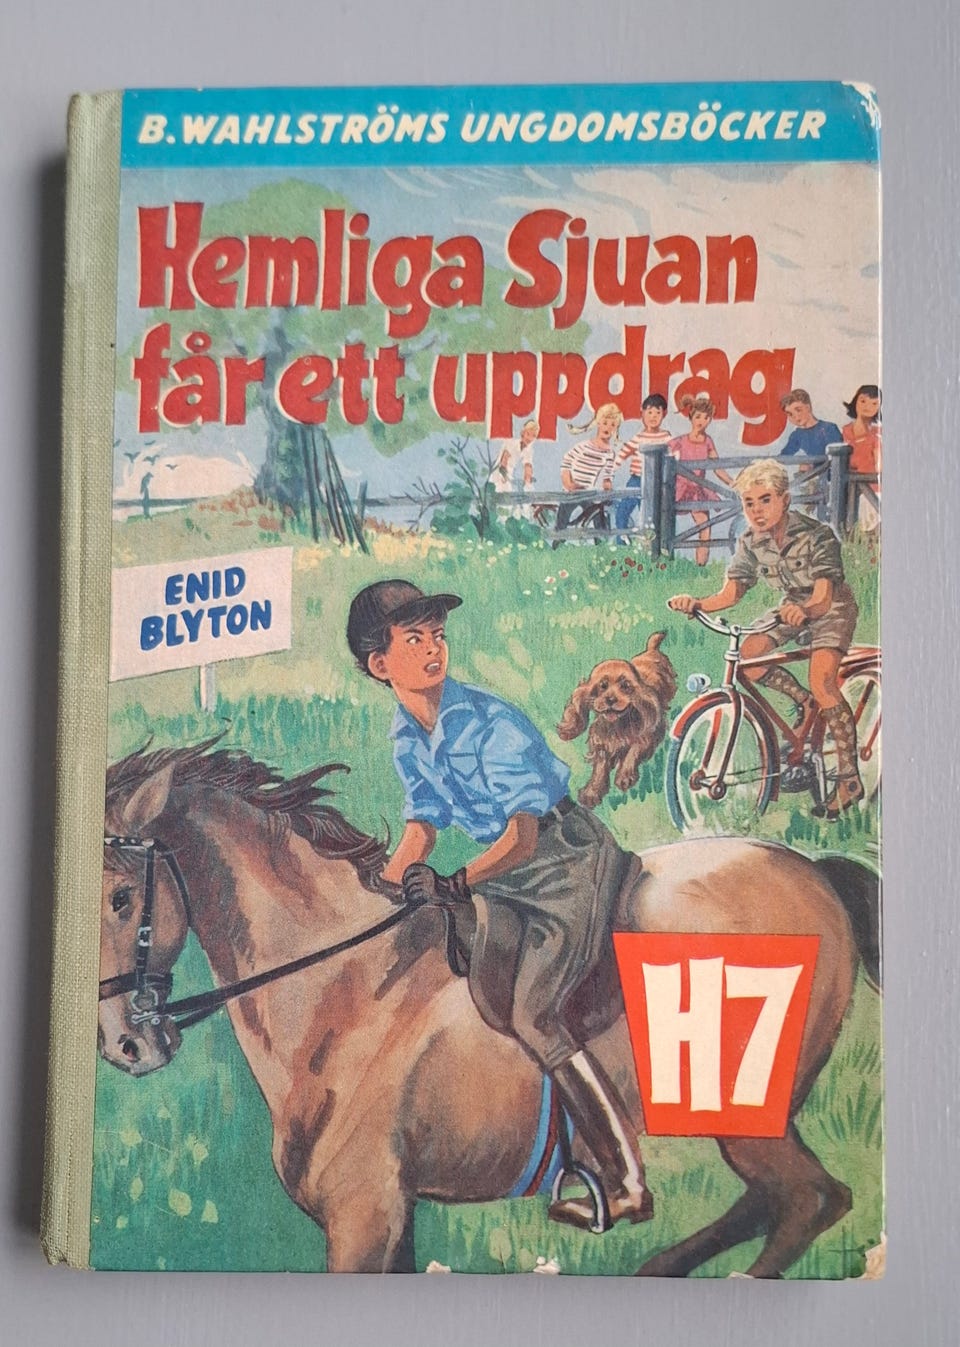 B.WAHLSTRÖMS UNGDOMSBÖCKER
Hemliga Sjuan
får ett uppdrag
ENID
BLYTON
H7